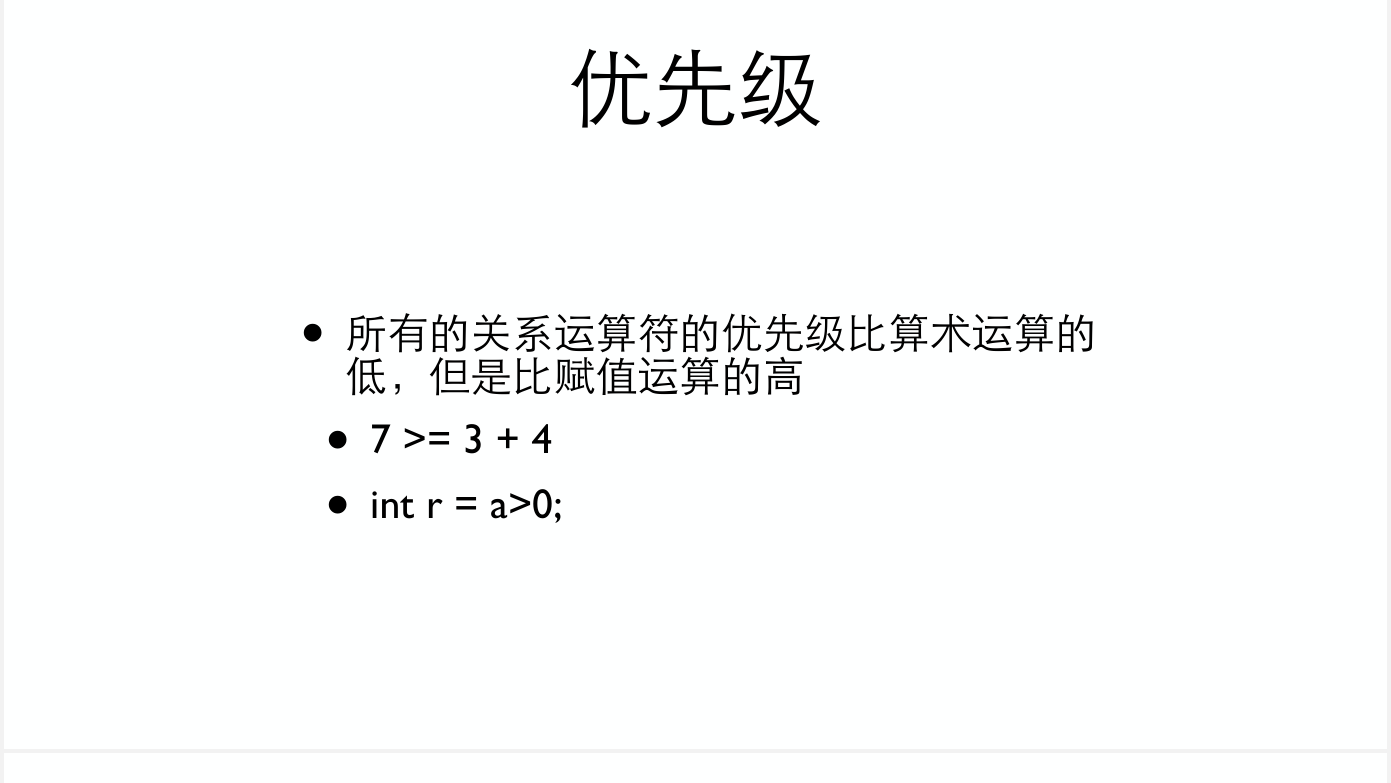 优先级
• 所有的关系运算符的优先级比算术运算的
低，但是比赋值运算的高
• 7 >= 3 + 4
• int r = a>0;